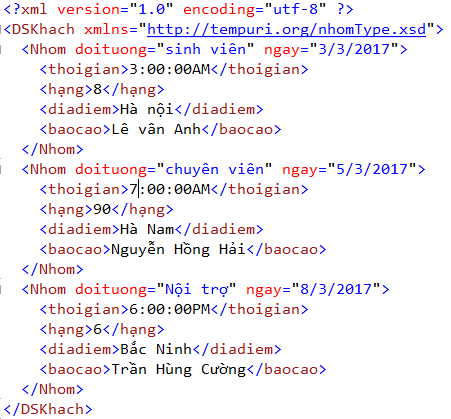 <?xml version="1.0" encoding="utf-8" ?>
<DSKhach xmlns="http://tempuri.org/nhomType.xsd">
<Nhom doituong="sinh viên" ngay="3/3/2017">
<thoigian>3:00:00AM</thoigian>
<hạng>8</hạng>
<diadiem>Hà nội</diadiem>
<baocao>Lê vân Anh</baocao>
</Nhom>
<Nhom doituong="chuyên viên" ngay="5/3/2017">
<thoigian>7:00:00AM</thoigian>
<hạng>90</hạng>
<diadiem>Hà Nam</diadiem>
<baocao>Nguyễn Hồng Hải</baocao>
</Nhom>
<Nhom doituong="Nội trợ" ngay="8/3/2017">
<thoigian>6:00:00PM</thoigian>
<hạng>6</hạng>
<diadiem>Bắc Ninh</diadiem>
<baocao>Trần Hùng Cường</baocao>
</Nhom>
</DSKhach>